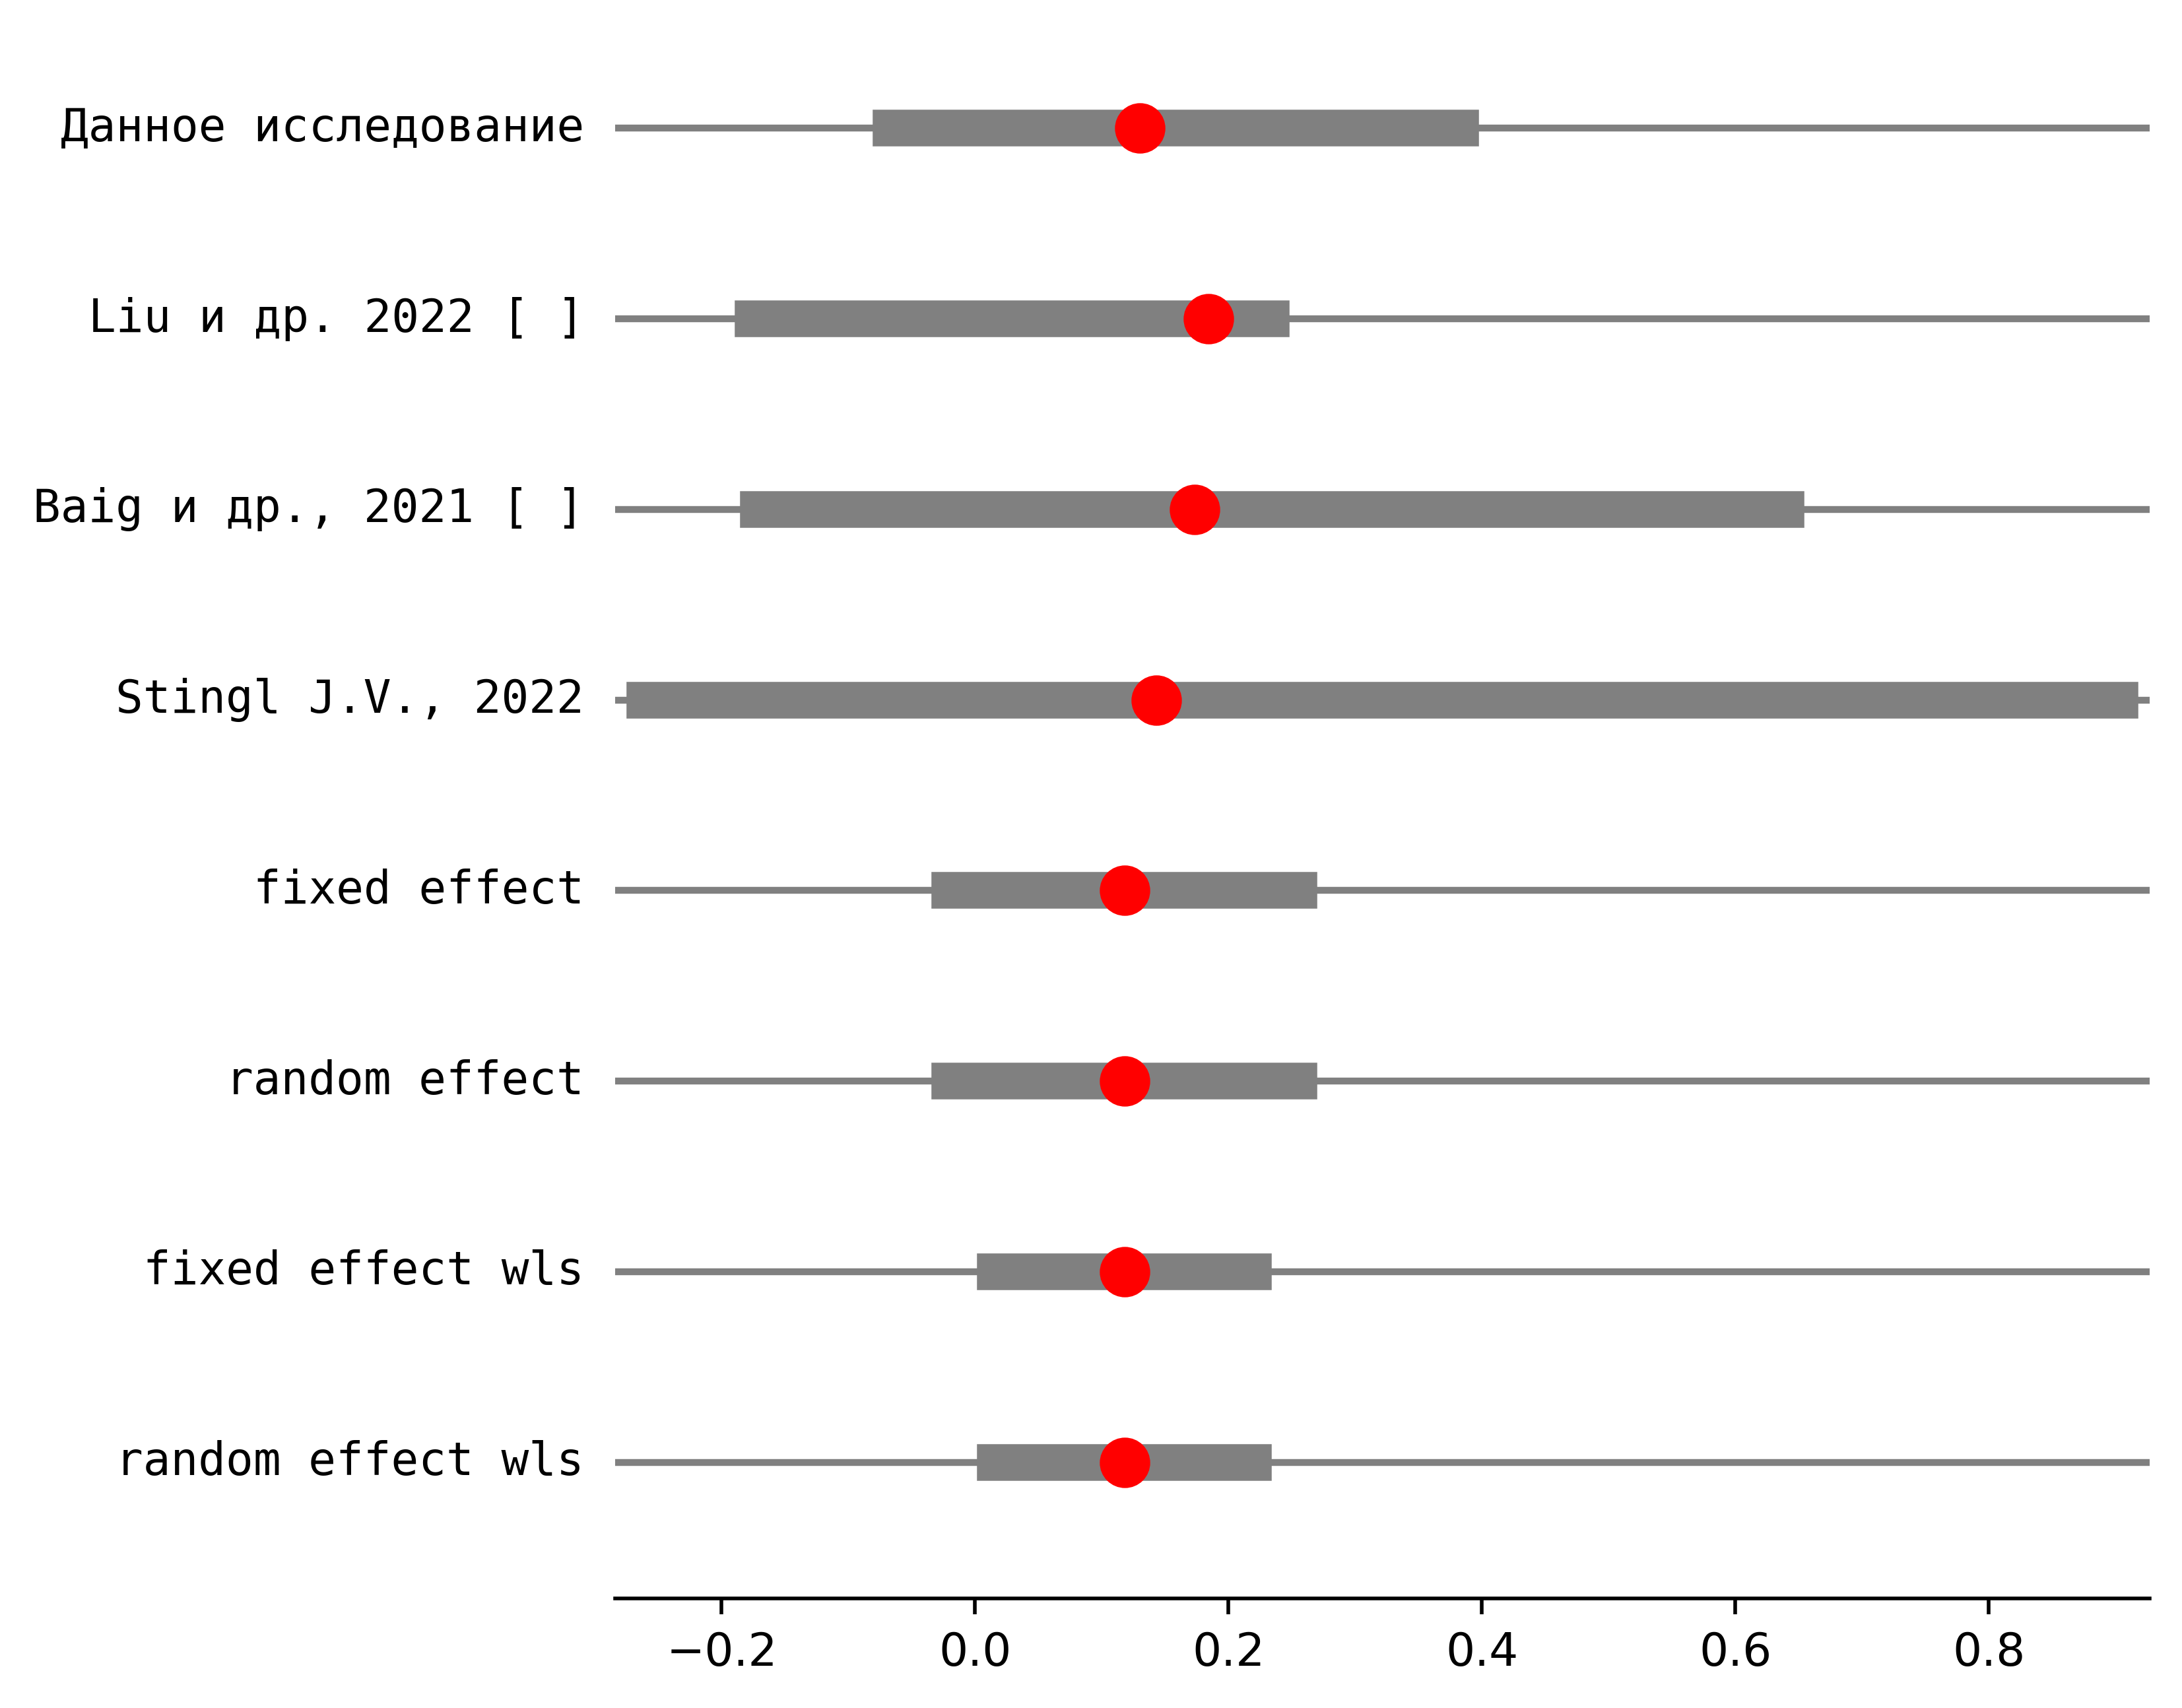 Данное исследование
Liu и др. 2022 [ ]
Baig и др., 2021 [ ]
Stingl J.V., 2022
fixed effect
random effect
fixed effect wls
random effect wls
−0.2 0.0 0.2 0.4 0.6 0.8